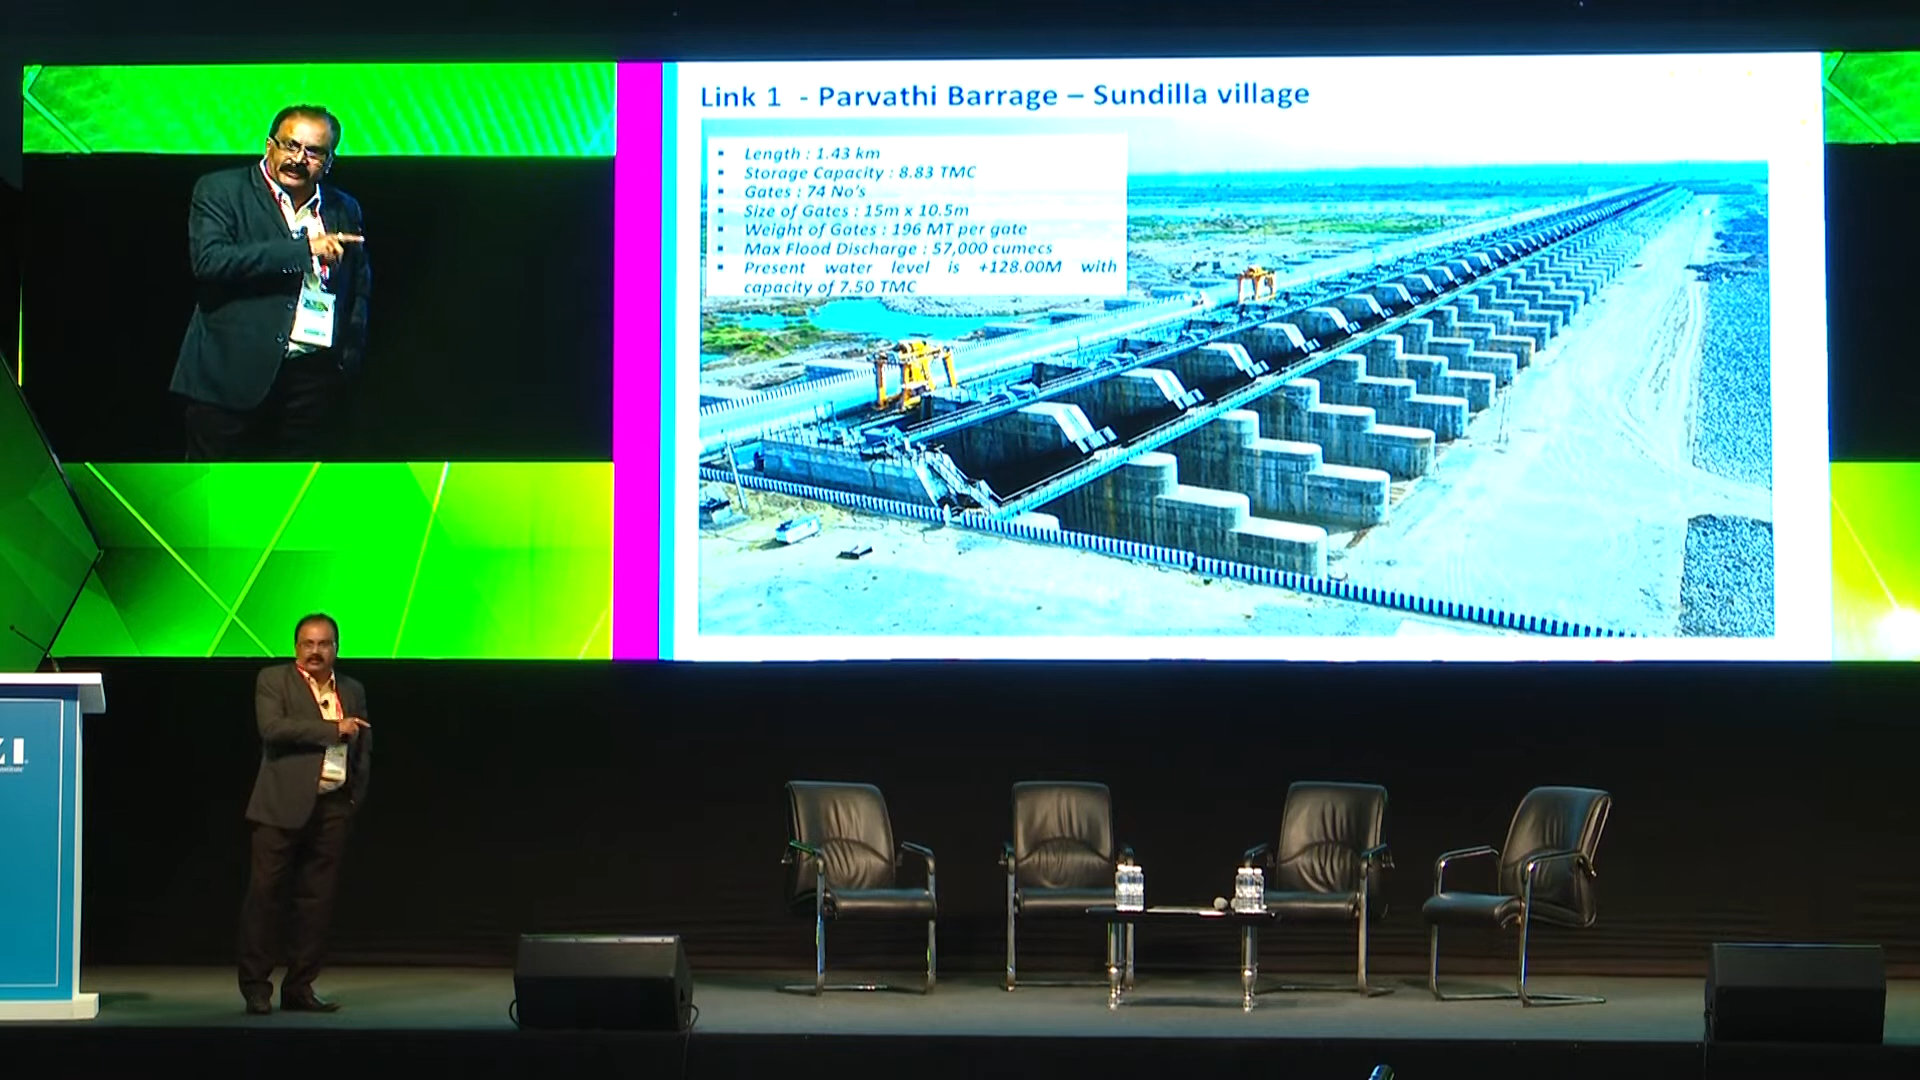 Link 1 - Parvathi Barrage – Sundilla village
▪ Length : 1.43 km
▪ Storage Capacity : 8.83 TMC
▪ Gates : 74 No's
▪ Size of Gates : 15m x 10.5m
▪ Weight of Gates : 196 MT per gate
▪ Max Flood Discharge : 57,000 cumecs
▪ Present water level is +128.00M with
capacity of 7.50 TMC